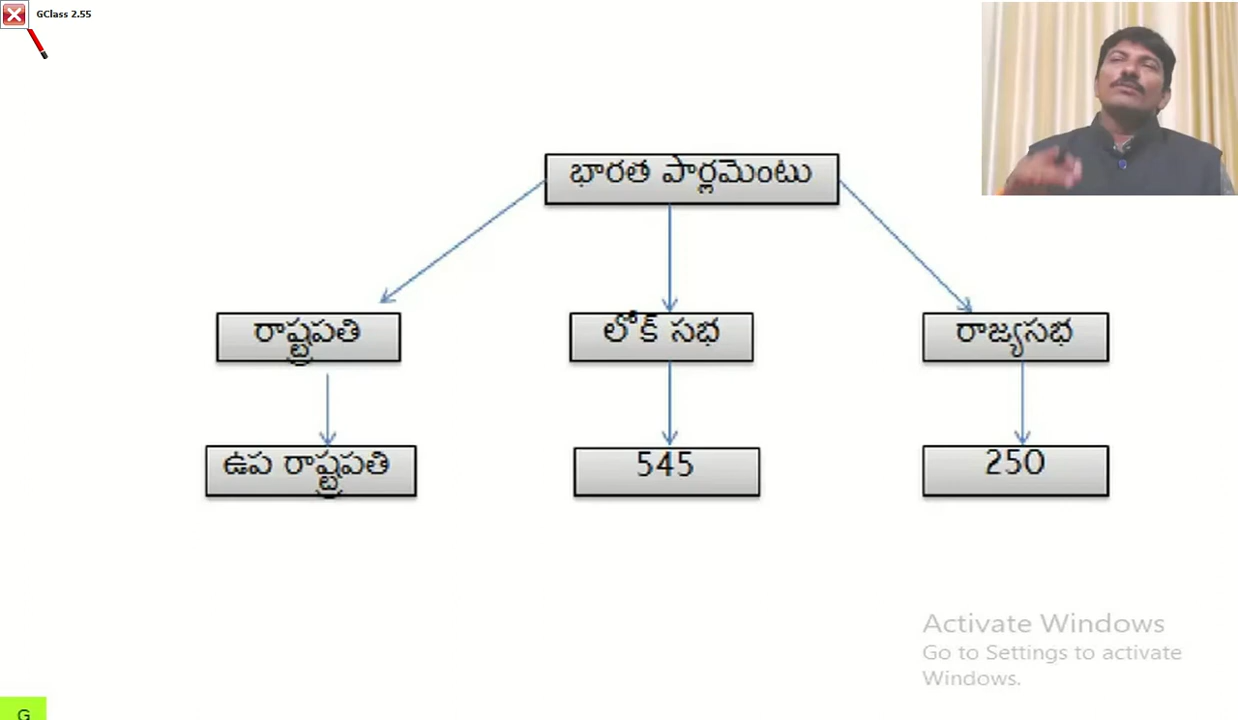 GClass 2.55
భారత పార్లమెంటు
రాష్ట్రపతి
లోక్ సభ
రాజ్యసభ
ఉప రాష్ట్రపతి
545
250
Activate Windows
Go to Settings to activate
Windows.
G